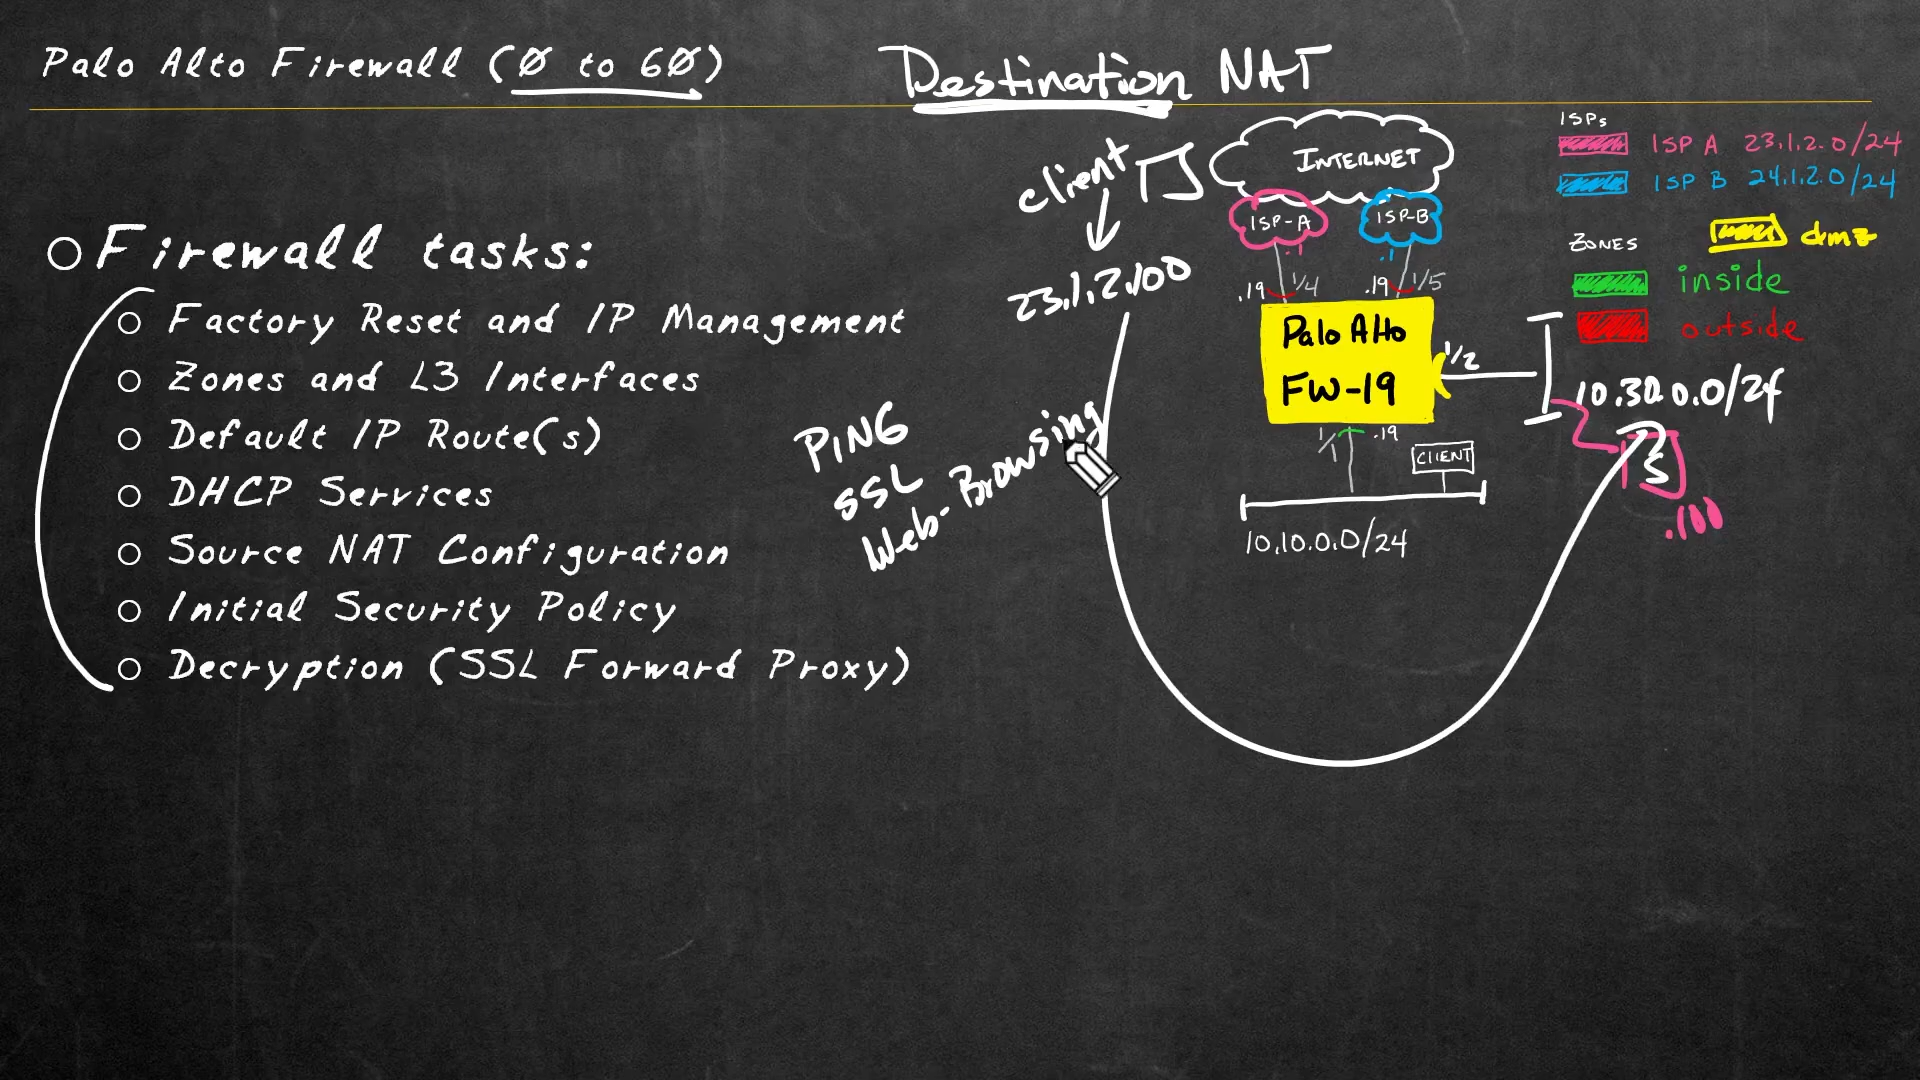 Palo Alto Firewall (0 to 60)
Destination NAT
Firewall tasks:
Factory Reset and IP Management
Zones and L3 Interfaces
Default IP Route(s)
DHCP Services
Source NAT Configuration
Initial Security Policy
Decryption (SSL Forward Proxy)
PING
SSL
Web-Browsing
client
23.1.2.100
INTERNET
ISP-A
ISP-B
.1
.1
.19
1/4
.19
1/5
Palo Alto
FW-19
1/2
1/1
.19
CLIENT
10.10.0.0/24
ISPs
ISP A 23.1.2.0/24
ISP B 24.1.2.0/24
ZONES
dmz
inside
outside
10.30.0.0/24
S
.100